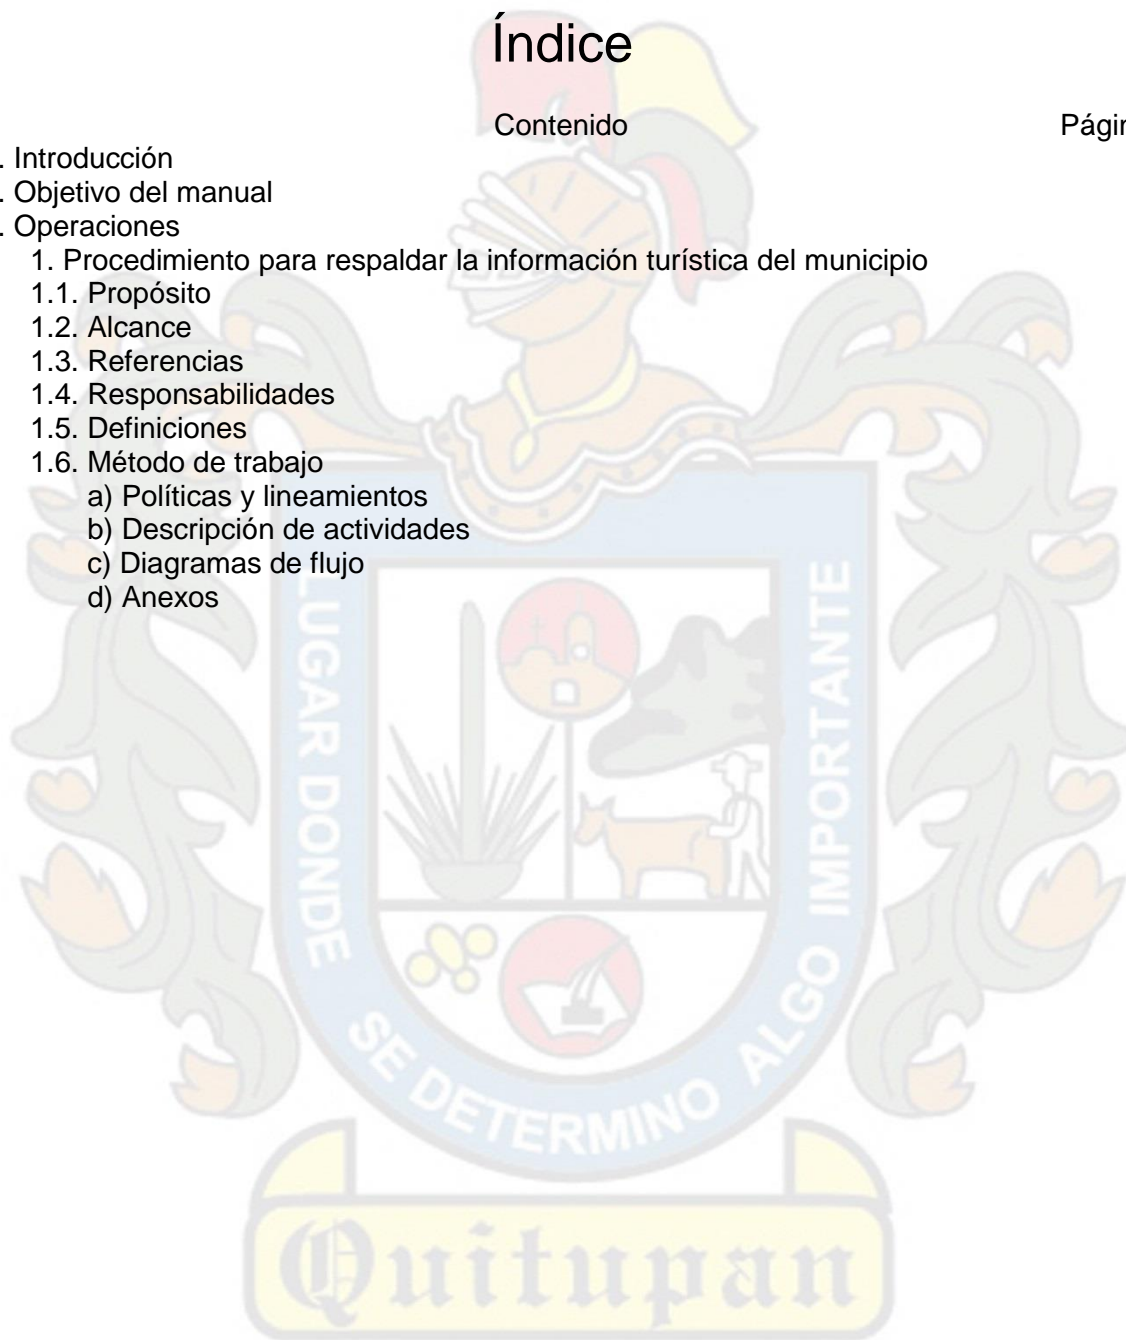 Índice
Contenido Págin
. Introducción
. Objetivo del manual
. Operaciones
1. Procedimiento para respaldar la información turística del municipio
1.1. Propósito
1.2. Alcance
1.3. Referencias
1.4. Responsabilidades
1.5. Definiciones
1.6. Método de trabajo
a) Políticas y lineamientos
b) Descripción de actividades
c) Diagramas de flujo
d) Anexos
LUGAR DONDE SE DETERMINO ALGO IMPORTANTE
Quitupan